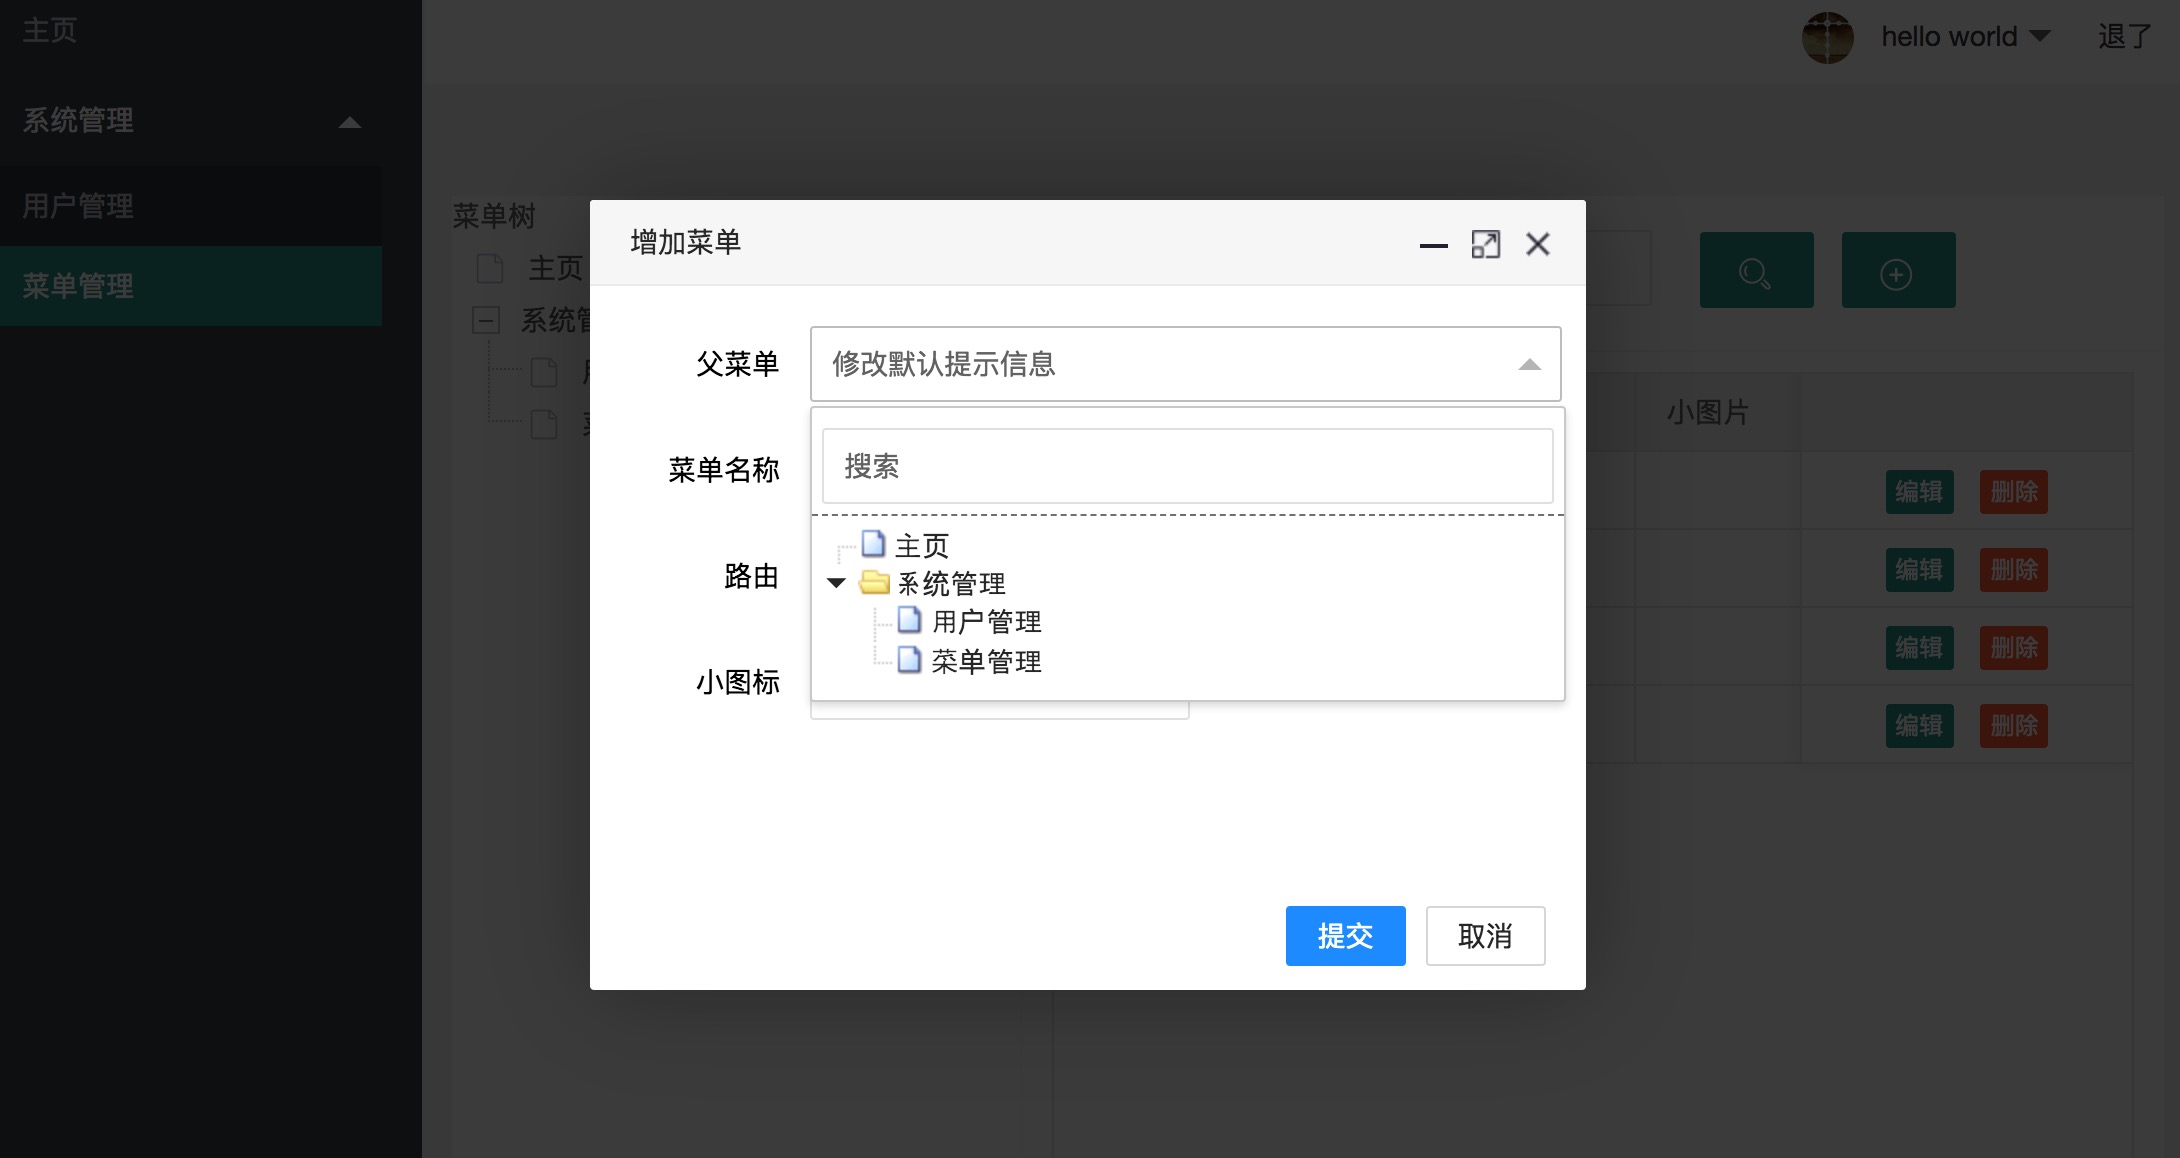 主页
hello world
退了
系统管理
用户管理
菜单管理
菜单树
主页
系统管
增加菜单
父菜单
修改默认提示信息
菜单名称
搜索
路由
主页
系统管理
用户管理
菜单管理
小图标
小图片
编辑 删除
编辑 删除
编辑 删除
编辑 删除
提交
取消